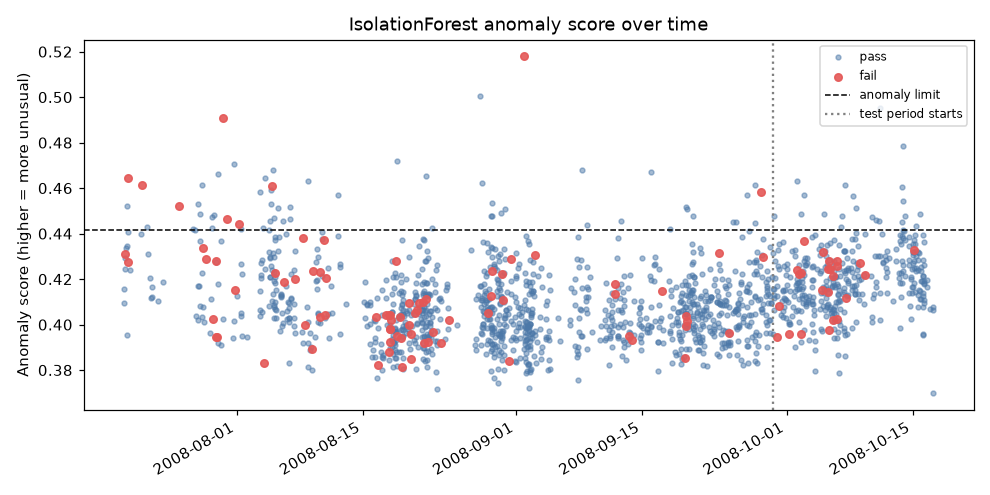 IsolationForest anomaly score over time
Anomaly score (higher = more unusual)
0.52
0.50
0.48
0.46
0.44
0.42
0.40
0.38
pass
fail
anomaly limit
test period starts
2008-08-01
2008-08-15
2008-09-01
2008-09-15
2008-10-01
2008-10-15